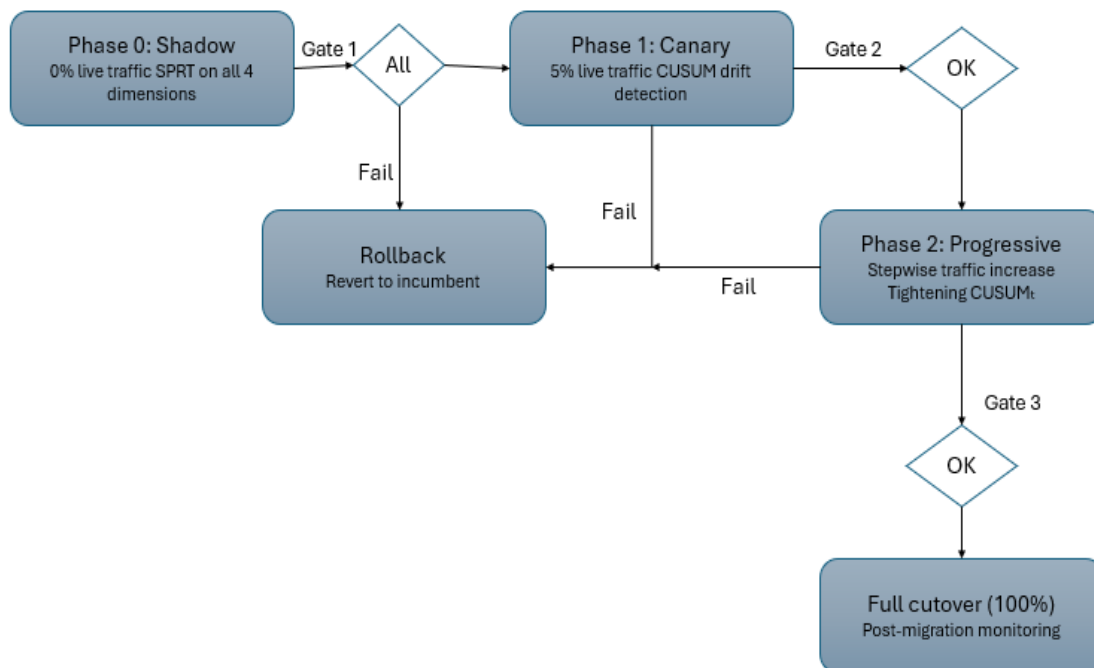 Phase 0: Shadow
0% live traffic SPRT on all 4
dimensions
Gate 1
All
Phase 1: Canary
5% live traffic CUSUM drift
detection
Gate 2
OK
Fail
Fail
Rollback
Revert to incumbent
Fail
Phase 2: Progressive
Stepwise traffic increase
Tightening CUSUMₜ
Gate 3
OK
Full cutover (100%)
Post-migration monitoring